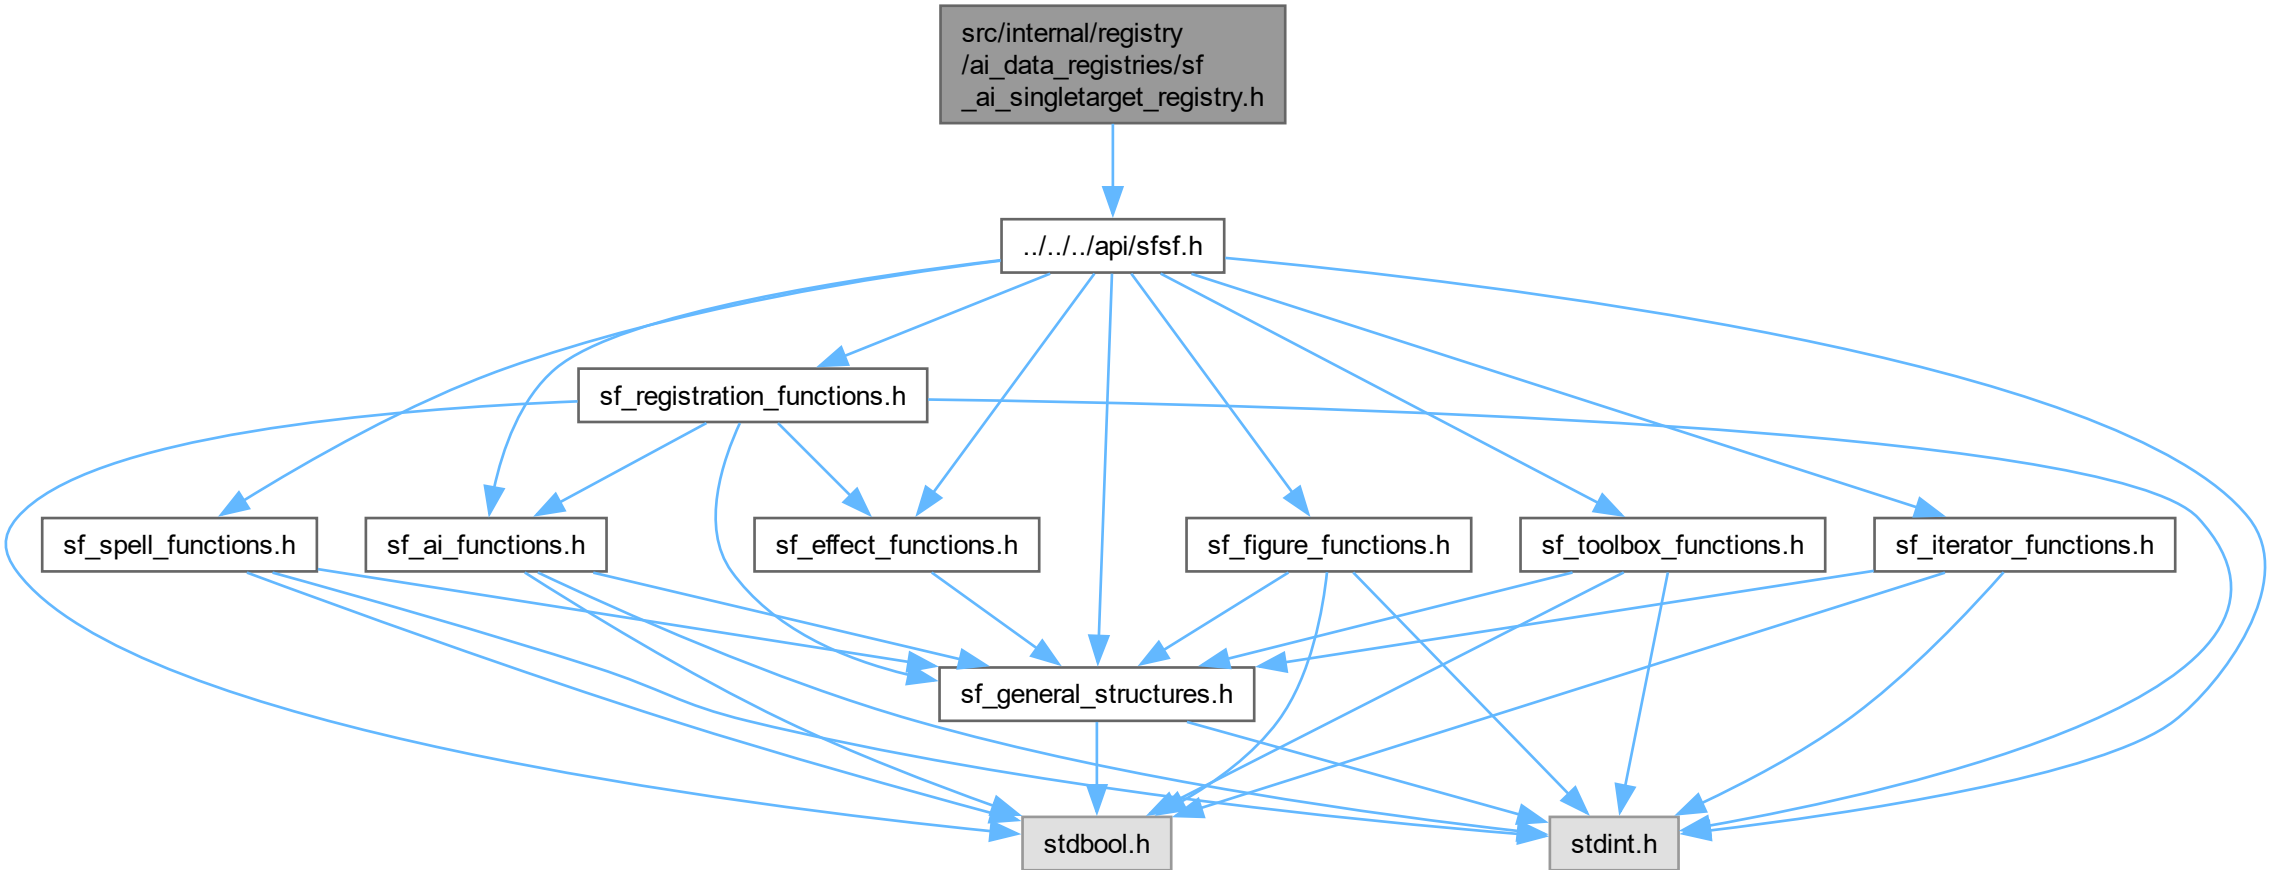 src/internal/registry
/ai_data_registries/sf
_ai_singletarget_registry.h
../../../api/sfsf.h
sf_registration_functions.h
sf_spell_functions.h
sf_ai_functions.h
sf_effect_functions.h
sf_figure_functions.h
sf_toolbox_functions.h
sf_iterator_functions.h
sf_general_structures.h
stdbool.h
stdint.h